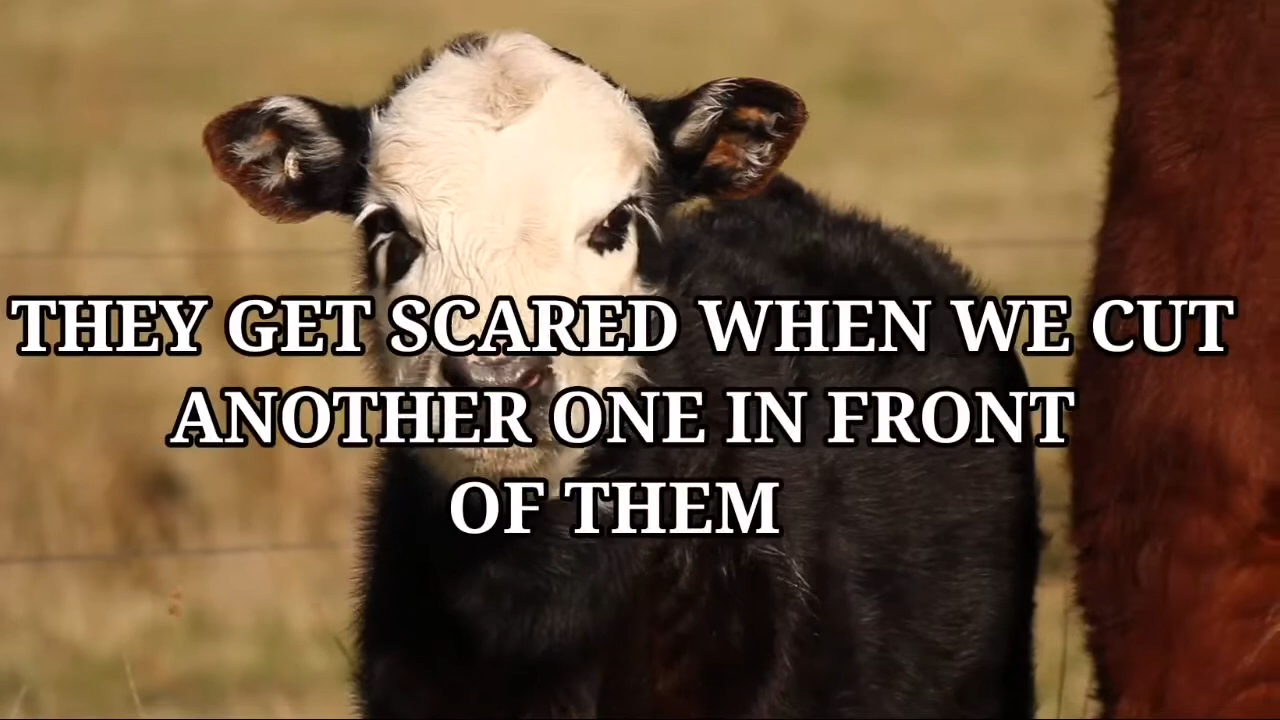 THEY GET SCARED WHEN WE CUT
ANOTHER ONE IN FRONT
OF THEM